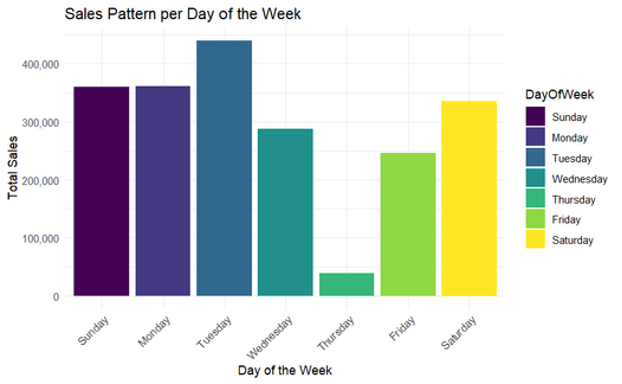 Sales Pattern per Day of the Week
400,000
300,000
200,000
100,000
0
Total Sales
Sunday
Monday
Tuesday
Wednesday
Thursday
Friday
Saturday
Day of the Week
DayOfWeek
Sunday
Monday
Tuesday
Wednesday
Thursday
Friday
Saturday